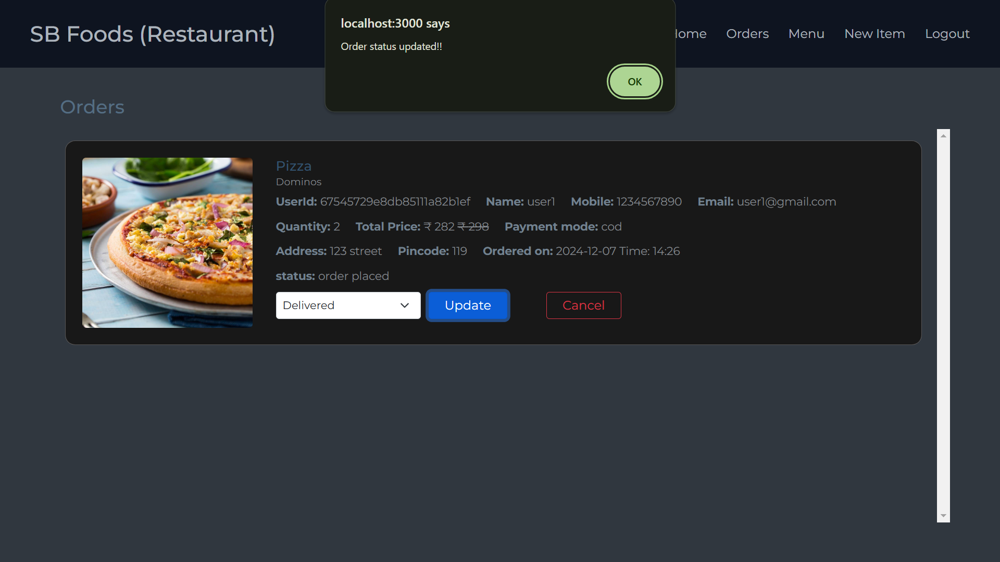 SB Foods (Restaurant)
localhost:3000 says
Order status updated!!
OK
Home Orders Menu New Item Logout
Orders
Pizza
Dominos
UserId: 67545729e8db85111a82b1ef Name: user1 Mobile: 1234567890 Email: user1@gmail.com
Quantity: 2 Total Price: ₹ 282 ₹ 298 Payment mode: cod
Address: 123 street Pincode: 119 Ordered on: 2024-12-07 Time: 14:26
status: order placed
Delivered Update Cancel